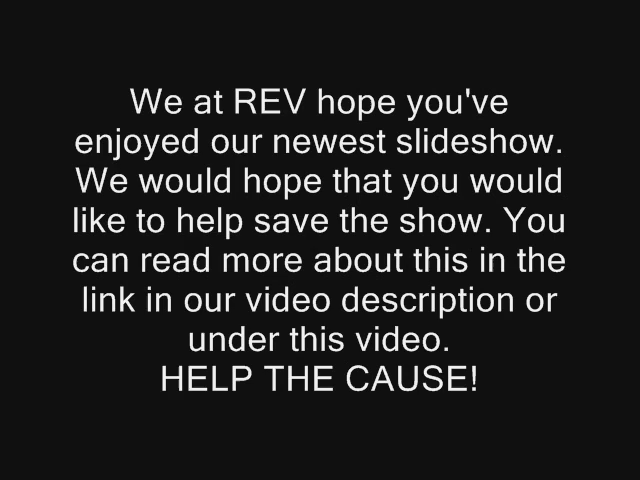 We at REV hope you've
enjoyed our newest slideshow.
We would hope that you would
like to help save the show. You
can read more about this in the
link in our video description or
under this video.
HELP THE CAUSE!